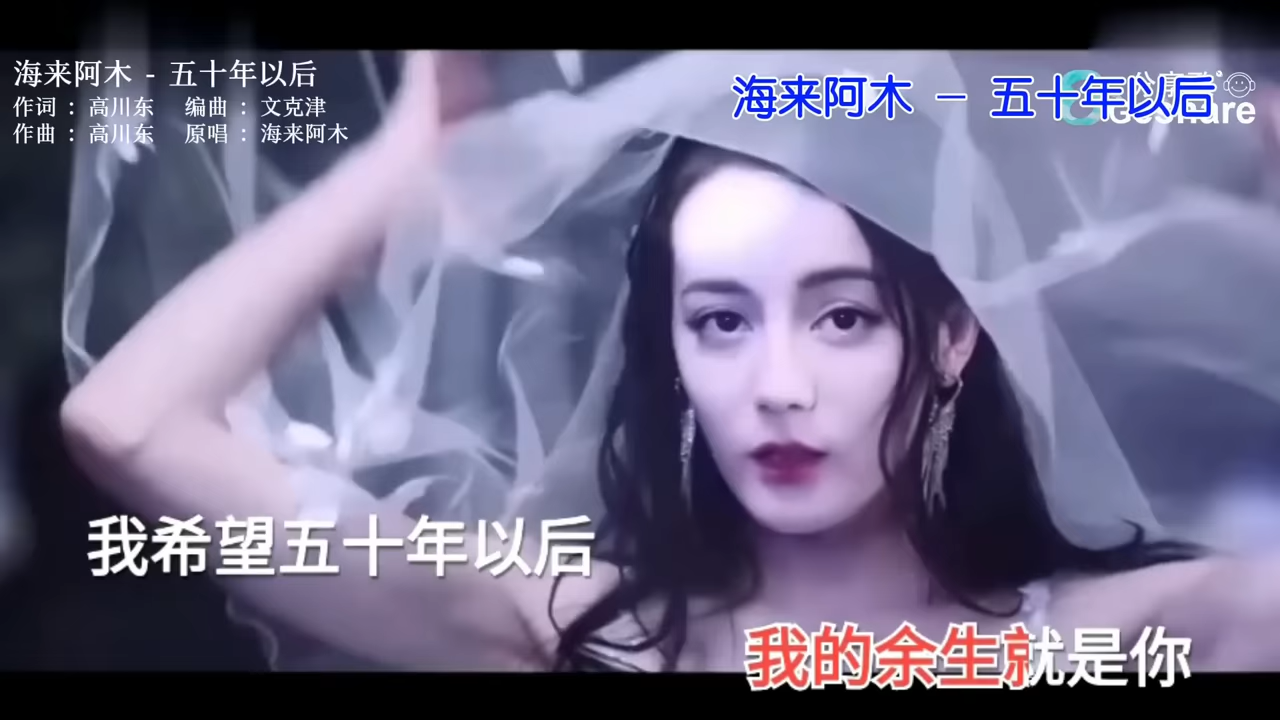 海来阿木 - 五十年以后
作词 : 高川东 编曲 : 文克津
作曲 : 高川东 原唱 : 海来阿木
海来阿木 - 五十年以后
我希望五十年以后
我的余生就是你